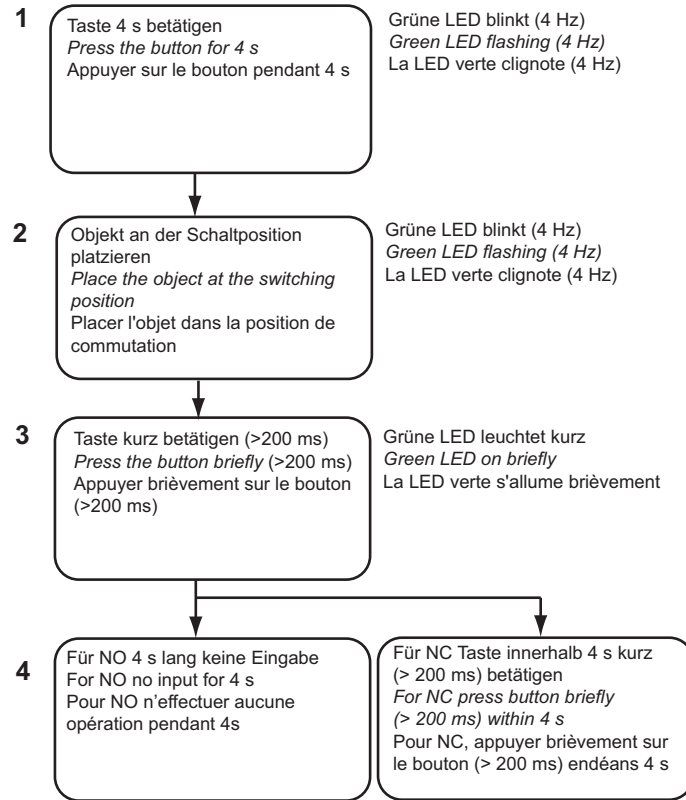 1
Taste 4 s betätigen
Press the button for 4 s
Appuyer sur le bouton pendant 4 s
Grüne LED blinkt (4 Hz)
Green LED flashing (4 Hz)
La LED verte clignote (4 Hz)
2
Objekt an der Schaltposition
platzieren
Place the object at the switching
position
Placer l'objet dans la position de
commutation
Grüne LED blinkt (4 Hz)
Green LED flashing (4 Hz)
La LED verte clignote (4 Hz)
3
Taste kurz betätigen (>200 ms)
Press the button briefly (>200 ms)
Appuyer brièvement sur le bouton
(>200 ms)
Grüne LED leuchtet kurz
Green LED on briefly
La LED verte s'allume brièvement
4
Für NO 4 s lang keine Eingabe
For NO no input for 4 s
Pour NO n’effectuer aucune
opération pendant 4s
Für NC Taste innerhalb 4 s kurz
(> 200 ms) betätigen
For NC press button briefly
(> 200 ms) within 4 s
Pour NC, appuyer brièvement sur
le bouton (> 200 ms) endéans 4 s